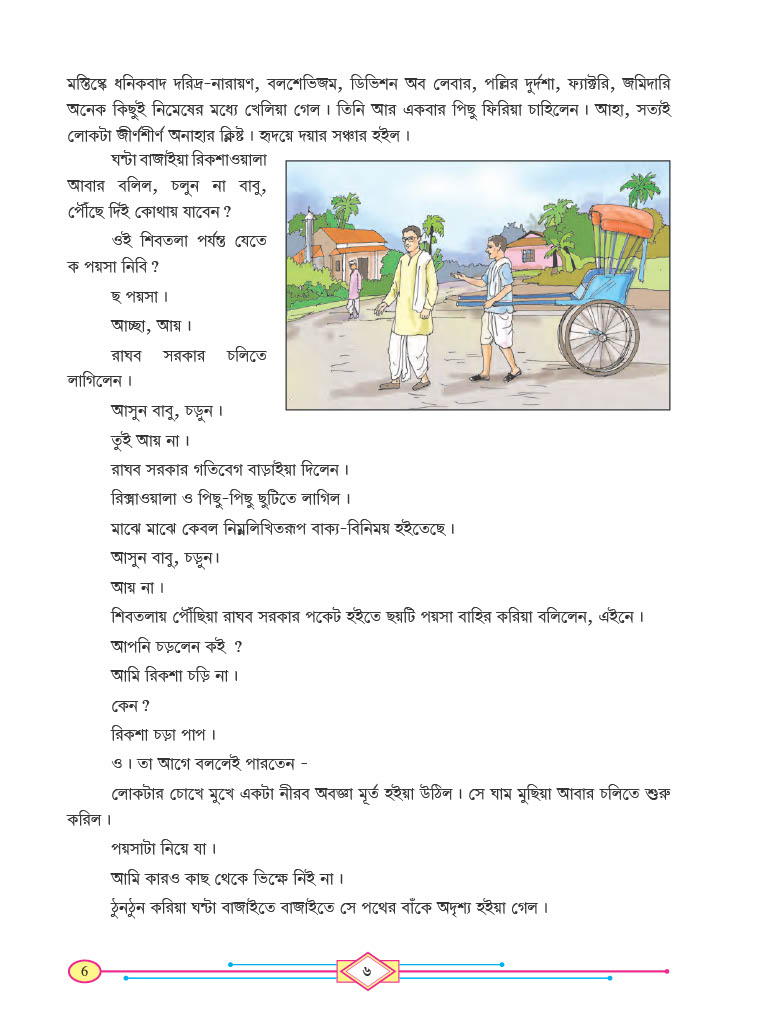 মস্তিষ্কে ধনিকবাদ দরিদ্র-নারায়ণ, বলশেভিজম, ডিভিশন অব লেবার, পল্লির দুর্দশা, ফ্যাক্টরি, জমিদারি
অনেক কিছুই নিমেষের মধ্যে খেলিয়া গেল। তিনি আর একবার পিছু ফিরিয়া চাহিলেন। আহা, সত্যই
লোকটা জীর্ণশীর্ণ অনাহার ক্লিষ্ট। হৃদয়ে দয়ার সঞ্চার হইল।
ঘন্টা বাজাইয়া রিকশাওয়ালা
আবার বলিল, চলুন না বাবু,
পৌঁছে দিই কোথায় যাবেন?
ওই শিবতলা পর্যন্ত যেতে
ক পয়সা নিবি?
ছ পয়সা।
আচ্ছা, আয়।
রাঘব সরকার চলিতে
লাগিলেন।
আসুন বাবু, চড়ুন।
তুই আয় না।
রাঘব সরকার গতিবেগ বাড়াইয়া দিলেন।
রিক্সাওয়ালা ও পিছু-পিছু ছুটিতে লাগিল।
মাঝে মাঝে কেবল নিম্নলিখিতরূপ বাক্য-বিনিময় হইতেছে।
আসুন বাবু, চড়ুন।
আয় না।
শিবতলায় পৌঁছিয়া রাঘব সরকার পকেট হইতে ছয়টি পয়সা বাহির করিয়া বলিলেন, এইনে।
আপনি চড়লেন কই ?
আমি রিকশা চড়ি না।
কেন?
রিকশা চড়া পাপ।
ও। তা আগে বললেই পারতেন -
লোকটার চোখে মুখে একটা নীরব অবজ্ঞা মূর্ত হইয়া উঠিল। সে ঘাম মুছিয়া আবার চলিতে শুরু
করিল।
পয়সাটা নিয়ে যা।
আমি কারও কাছ থেকে ভিক্ষে নিই না।
ঠুনঠুন করিয়া ঘন্টা বাজাইতে বাজাইতে সে পথের বাঁকে অদৃশ্য হইয়া গেল।
6
৬